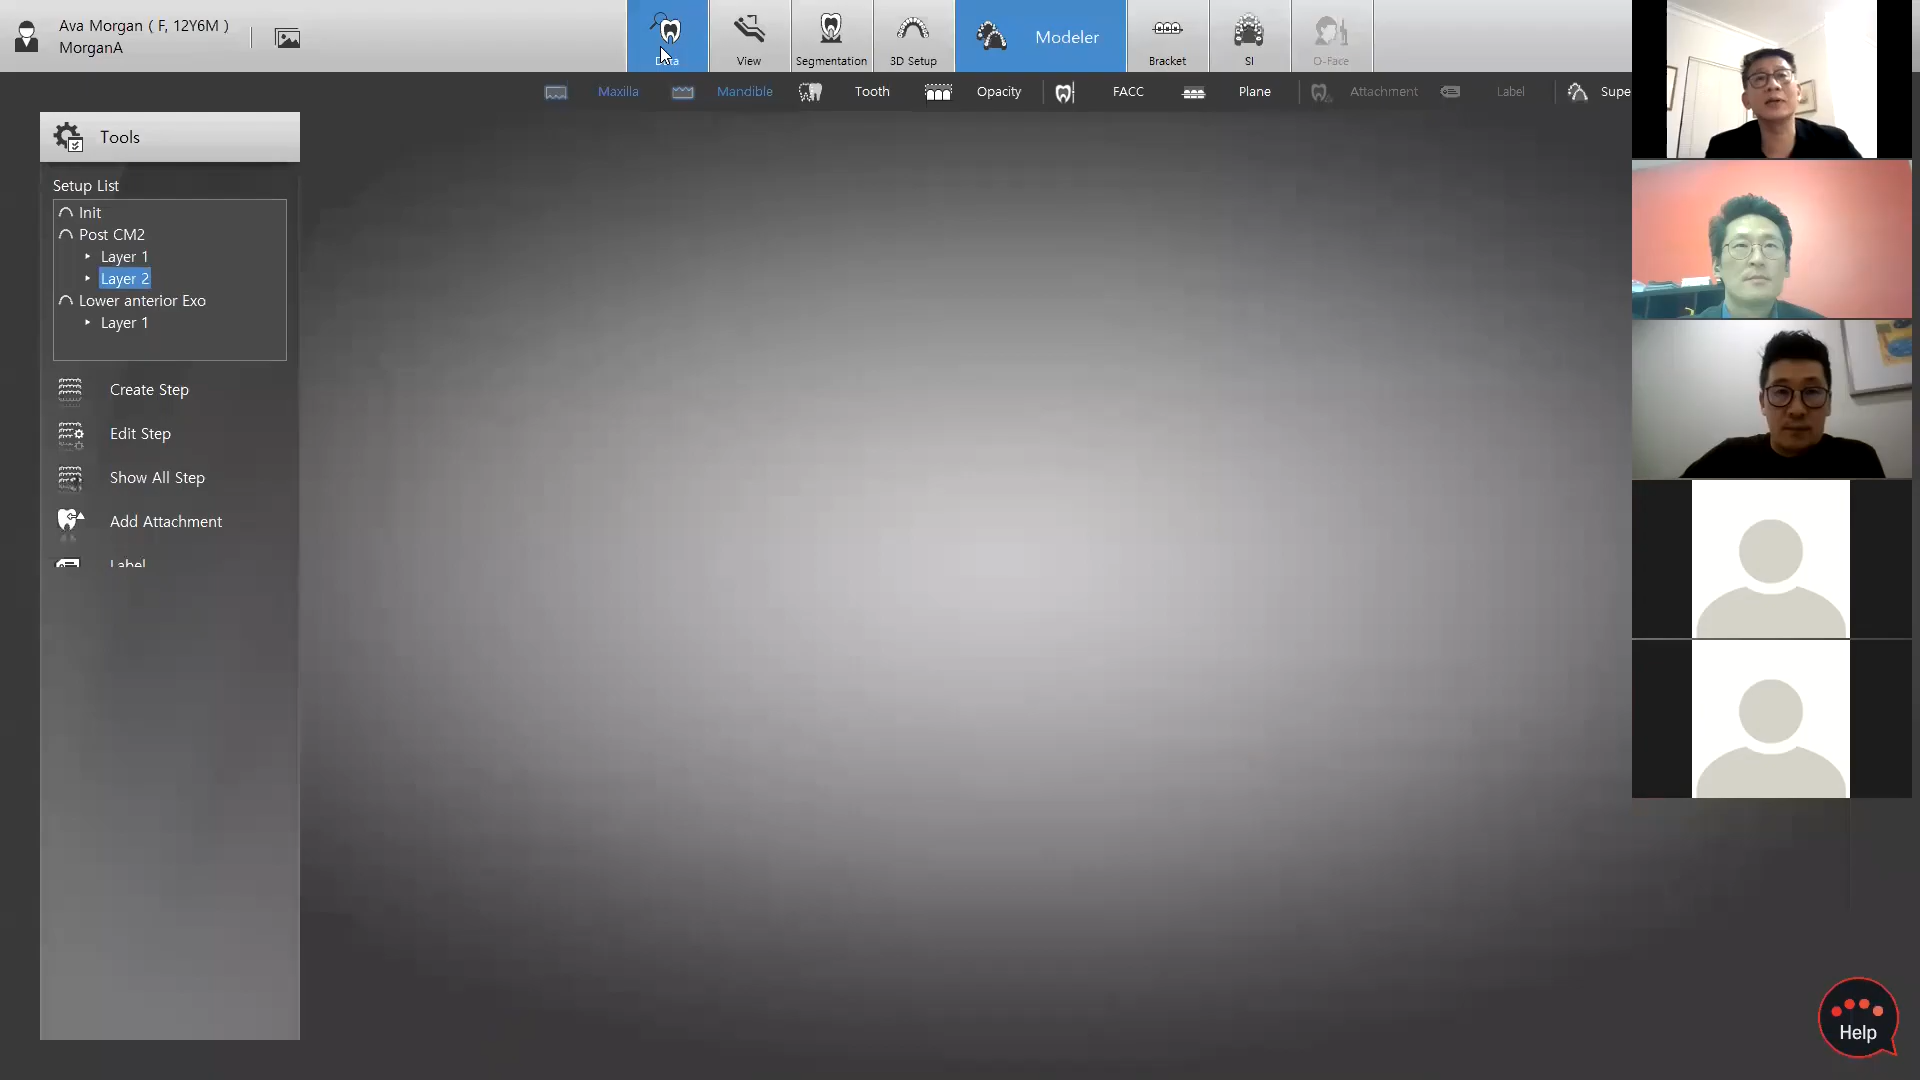 Ava Morgan ( F, 12Y6M )
MorganA
View
Segmentation
3D Setup
Modeler
Bracket
SI
O-Face
Maxilla
Mandible
Tooth
Opacity
FACC
Plane
Attachment
Label
Supe
Tools
Setup List
Init
Post CM2
Layer 1
Layer 2
Lower anterior Exo
Layer 1
Create Step
Edit Step
Show All Step
Add Attachment
Label
Help